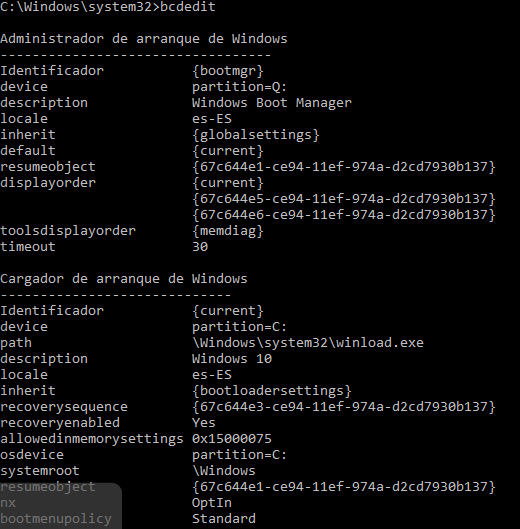 C:\Windows\system32>bcdedit
Administrador de arranque de Windows
----------------------------------
Identificador           {bootmgr}
device                  partition=Q:
description             Windows Boot Manager
locale                  es-ES
inherit                 {globalsettings}
default                 {current}
resumeobject            {67c644e1-ce94-11ef-974a-d2cd7930b137}
displayorder            {current}
                        {67c644e5-ce94-11ef-974a-d2cd7930b137}
                        {67c644e6-ce94-11ef-974a-d2cd7930b137}
toolsdisplayorder       {memdiag}
timeout                 30
Cargador de arranque de Windows
-----------------------------
Identificador           {current}
device                  partition=C:
path                    \Windows\system32\winload.exe
description             Windows 10
locale                  es-ES
inherit                 {bootloadersettings}
recoverysequence        {67c644e3-ce94-11ef-974a-d2cd7930b137}
recoveryenabled         Yes
allowedinmemorysettings 0x15000075
osdevice                partition=C:
systemroot              \Windows
resumeobject            {67c644e1-ce94-11ef-974a-d2cd7930b137}
nx                      OptIn
bootmenupolicy          Standard